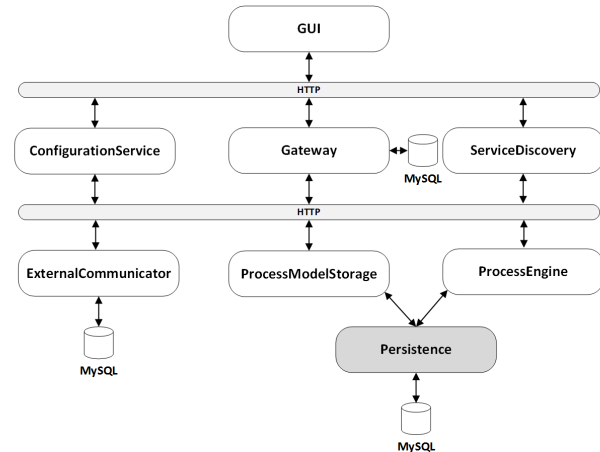 GUI
HTTP
ConfigurationService
Gateway
MySQL
ServiceDiscovery
HTTP
ExternalCommunicator
ProcessModelStorage
ProcessEngine
MySQL
Persistence
MySQL